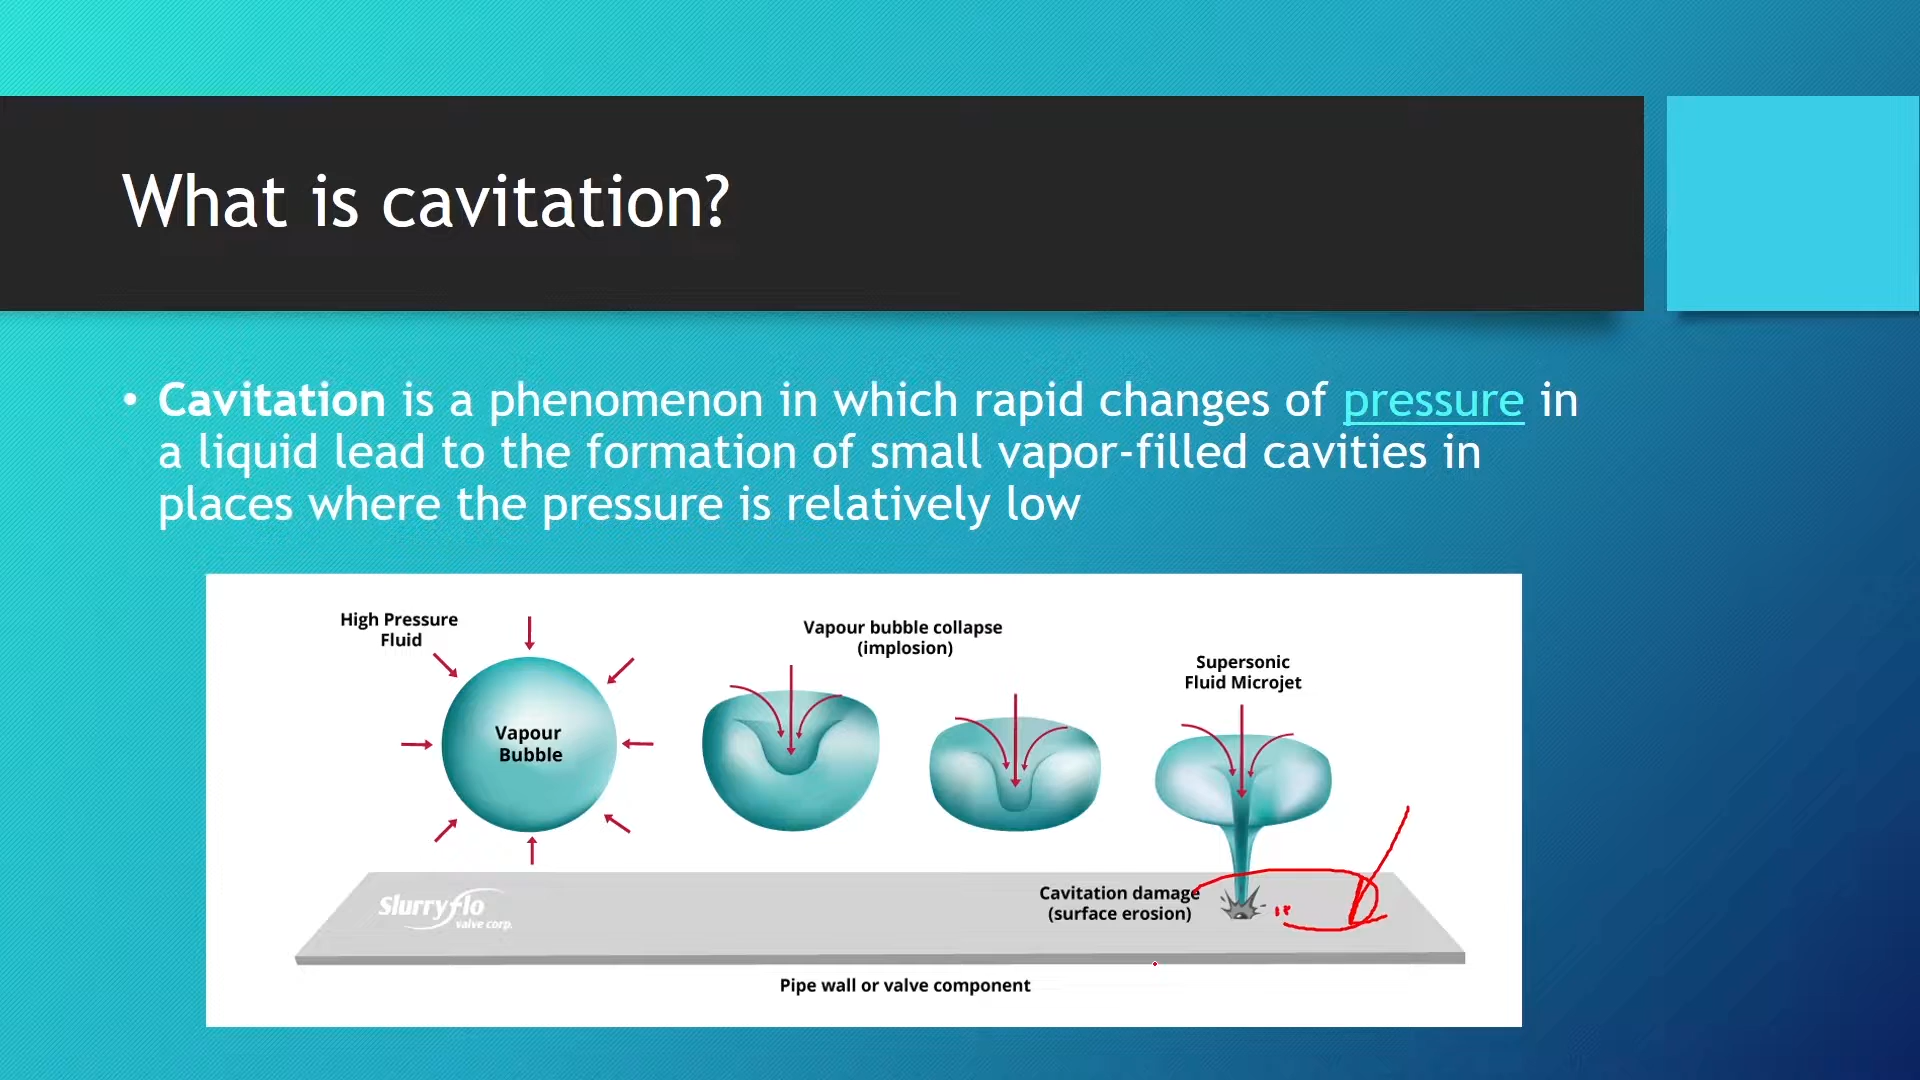 What is cavitation?
• Cavitation is a phenomenon in which rapid changes of pressure in
a liquid lead to the formation of small vapor-filled cavities in
places where the pressure is relatively low
High Pressure
Fluid
Vapour
Bubble
Vapour bubble collapse
(implosion)
Supersonic
Fluid Microjet
Cavitation damage
(surface erosion)
Slurryflo
valve corp.
Pipe wall or valve component